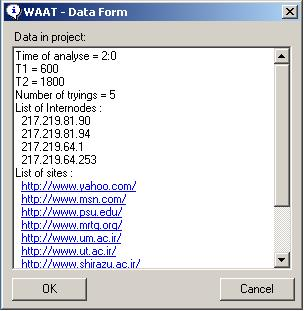 WAAT - Data Form
Data in project:
Time of analyse = 2:0
T1 = 600
T2 = 1800
Number of tryings = 5
List of Internodes :
217.219.81.90
217.219.81.94
217.219.64.1
217.219.64.253
List of sites :
http://www.yahoo.com/
http://www.msn.com/
http://www.psu.edu/
http://www.mrtg.org/
http://www.um.ac.ir/
http://www.ut.ac.ir/
http://www.shirazu.ac.ir/
OK
Cancel